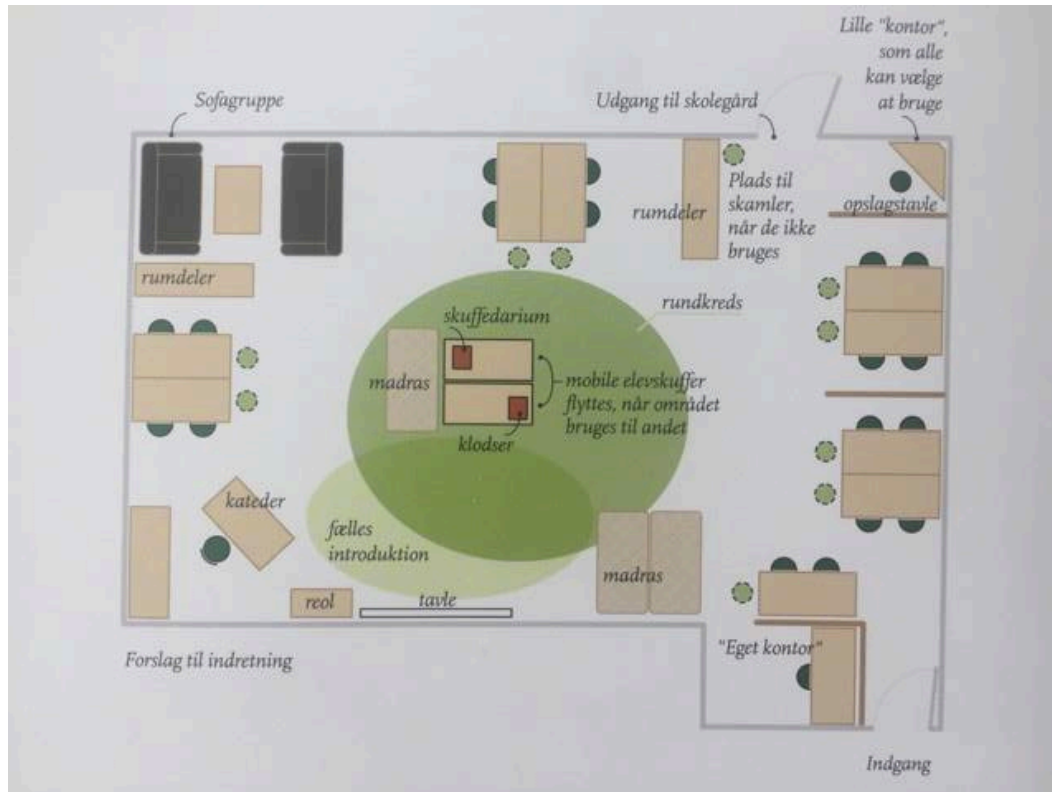 Lille "kontor",
som alle
kan vælge
at bruge
Sofagruppe
Udgang til skolegård
rumdeler
Plads til
skamler,
når de ikke
bruges
opslagstavle
rumdeler
rundkreds
skuffedarium
madras
mobile elevskuffer
flyttes, når området
bruges til andet
klodser
kateder
fælles
introduktion
madras
reol
tavle
"Eget kontor"
Forslag til indretning
Indgang